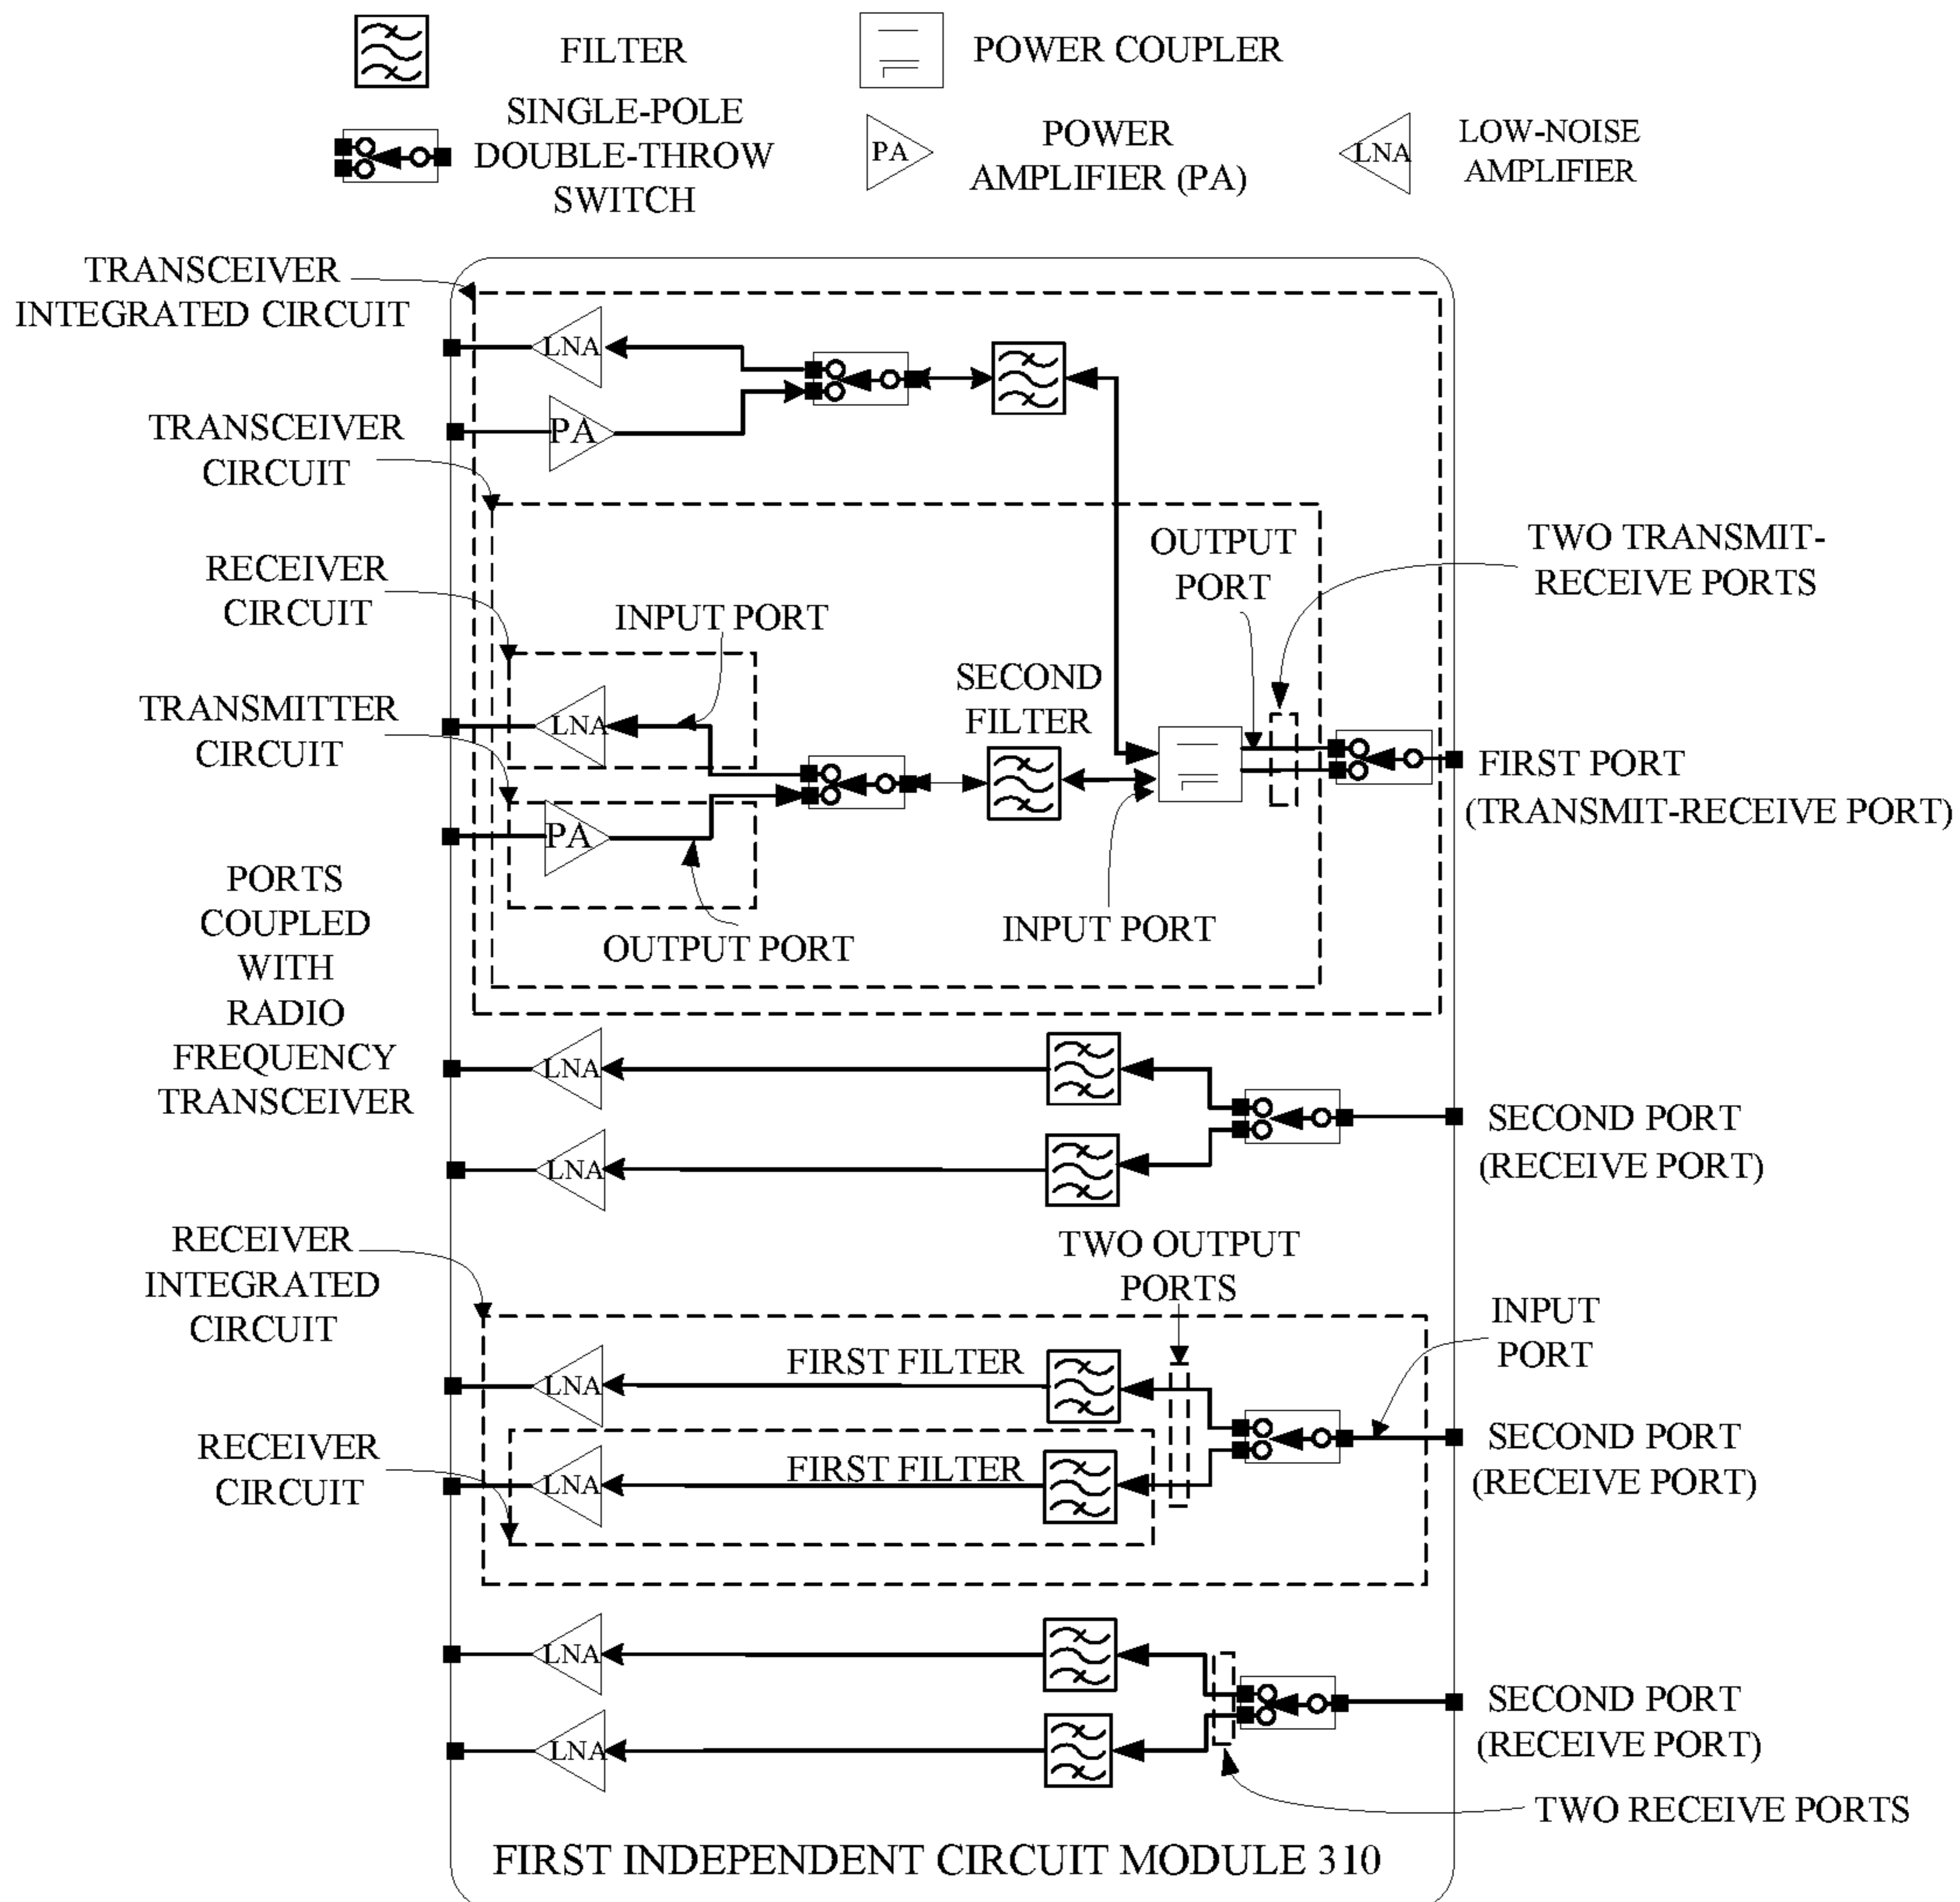 FILTER
POWER COUPLER
SINGLE-POLE
DOUBLE-THROW
SWITCH
PA
POWER
AMPLIFIER (PA)
LNA
LOW-NOISE
AMPLIFIER
TRANSCEIVER
INTEGRATED CIRCUIT
LNA
TRANSCEIVER
CIRCUIT
PA
RECEIVER
CIRCUIT
INPUT PORT
OUTPUT
PORT
TWO TRANSMIT-
RECEIVE PORTS
TRANSMITTER
CIRCUIT
LNA
SECOND
FILTER
FIRST PORT
(TRANSMIT-RECEIVE PORT)
PA
OUTPUT PORT
INPUT PORT
PORTS
COUPLED
WITH
RADIO
FREQUENCY
TRANSCEIVER
LNA
LNA
SECOND PORT
(RECEIVE PORT)
RECEIVER
INTEGRATED
CIRCUIT
TWO OUTPUT
PORTS
INPUT
PORT
LNA
FIRST FILTER
RECEIVER
CIRCUIT
LNA
FIRST FILTER
SECOND PORT
(RECEIVE PORT)
LNA
LNA
SECOND PORT
(RECEIVE PORT)
TWO RECEIVE PORTS
FIRST INDEPENDENT CIRCUIT MODULE 310